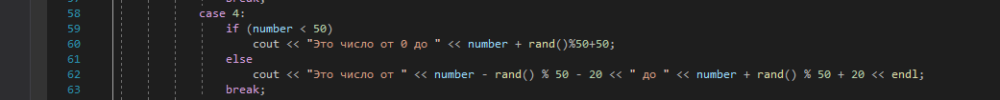 57 break;
58 case 4:
59 if (number < 50)
60 cout << "Это число от 0 до " << number + rand()%50+50;
61 else
62 cout << "Это число от " << number - rand() % 50 - 20 << " до " << number + rand() % 50 + 20 << endl;
63 break;